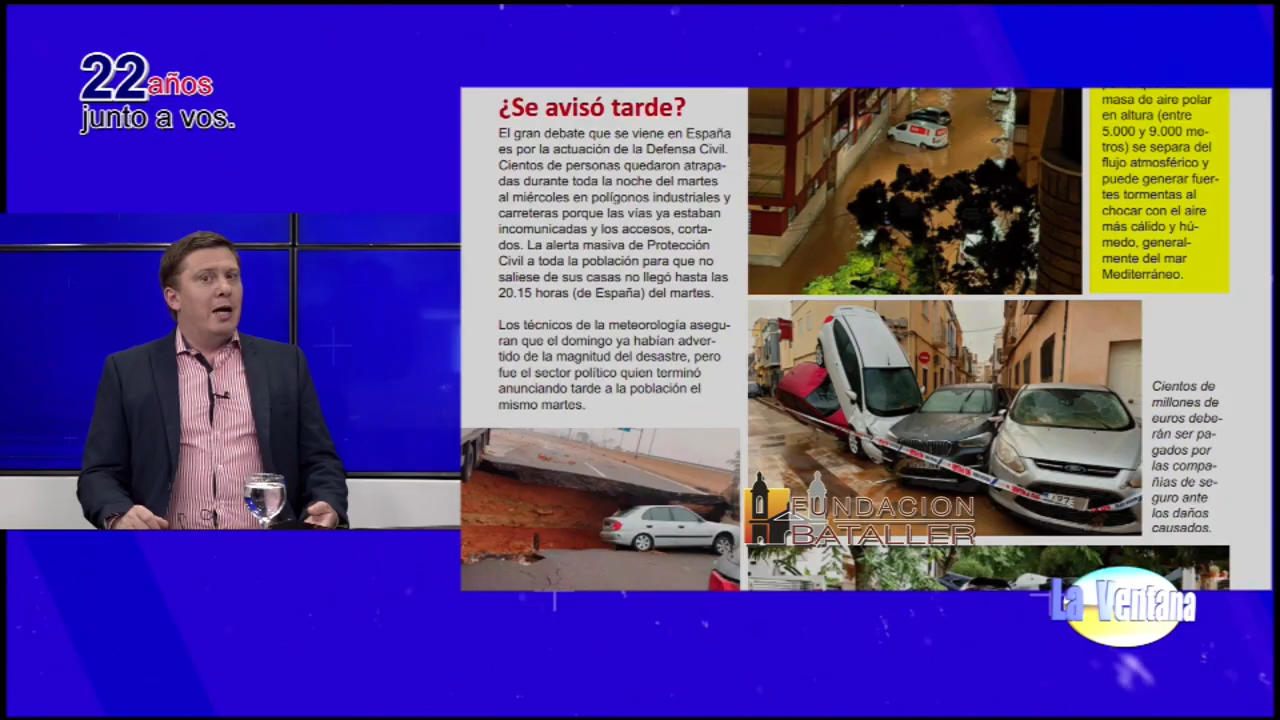 22 años
junto a vos.
¿Se avisó tarde?
El gran debate que se viene en España
es por la actuación de la Defensa Civil.
Cientos de personas quedaron atrapa-
das durante toda la noche del martes
al miércoles en polígonos industriales y
carreteras porque las vías ya estaban
incomunicadas y los accesos, corta-
dos. La alerta masiva de Protección
Civil a toda la población para que no
saliese de sus casas no llegó hasta las
20.15 horas (de España) del martes.
Los técnicos de la meteorología asegu-
ran que el domingo ya habían adver-
tido de la magnitud del desastre, pero
fue el sector político quien terminó
anunciando tarde a la población el
mismo martes.
masa de aire polar
en altura (entre
5.000 y 9.000 me-
tros) se separa del
flujo atmosférico y
puede generar fuer-
tes tormentas al
chocar con el aire
más cálido y hú-
medo, general-
mente del mar
Mediterráneo.
Cientos de
millones de
euros debe-
rán ser pa-
gados por
las compa-
ñías de se-
guro ante
los daños
causados.
FUNDACION
BATALLER
La Ventana